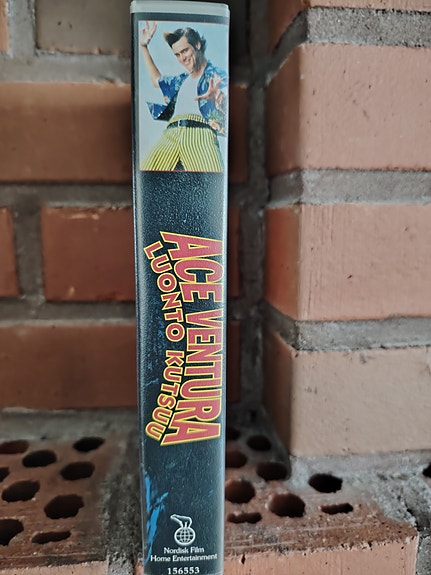 ACE VENTURA
LUONTO KUTSUU
Nordisk Film
Home Entertainment
156553